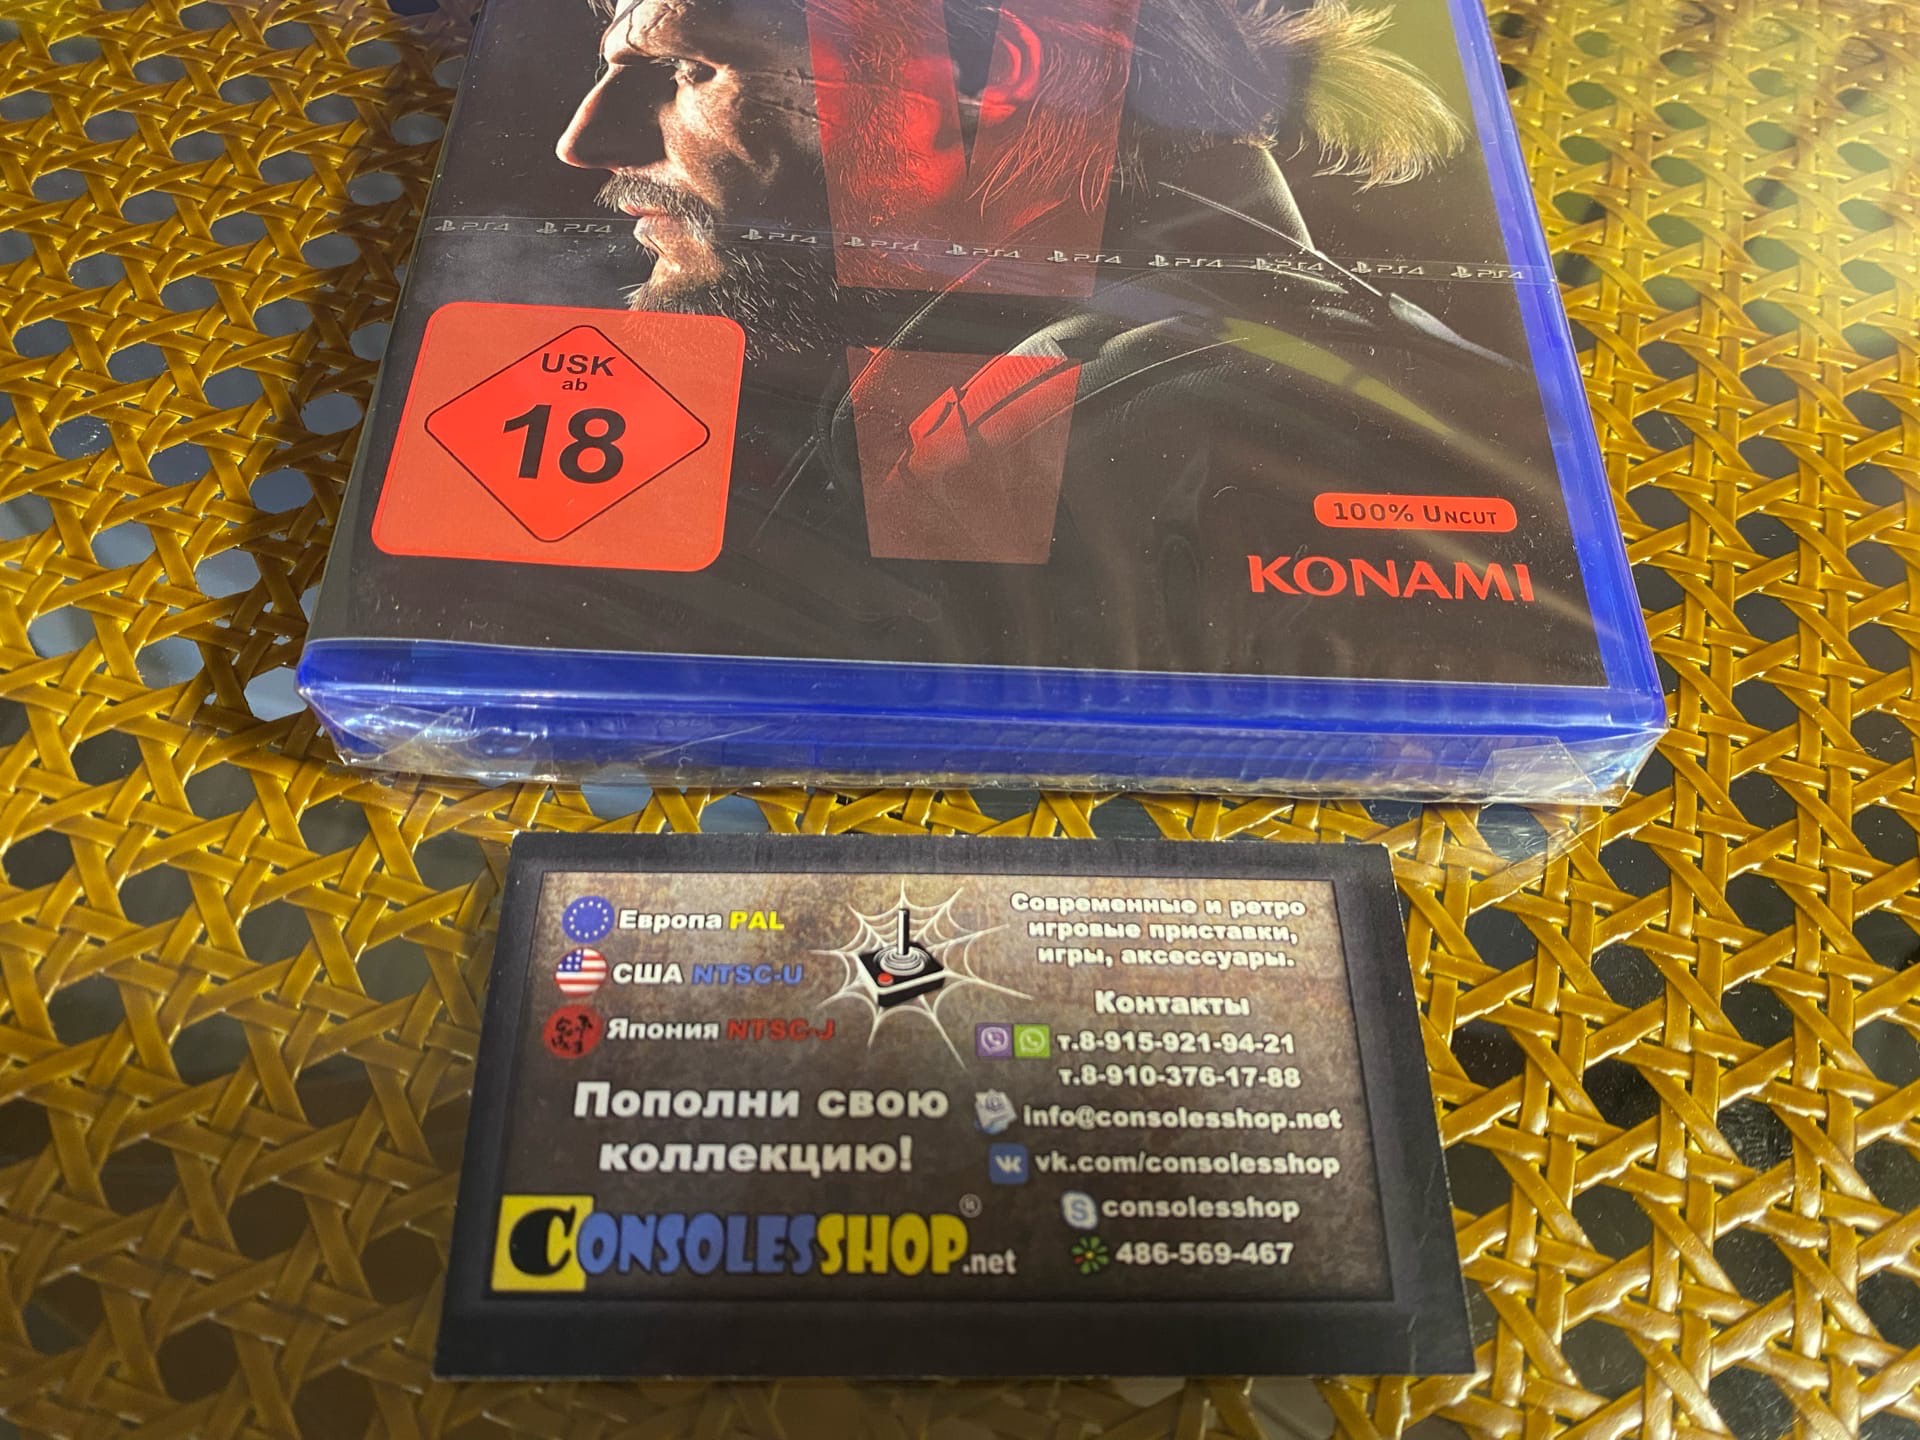 PS4 PS4 PS4 PS4 PS4 PS4 PS4 PS4 PS4 PS4
USK
ab
18
100% UNCUT
KONAMI
Европа PAL
США NTSC-U
Япония NTSC-J
Пополни свою
коллекцию!
CONSOLESSHOP®.net
Современные и ретро
игровые приставки,
игры, аксессуары.
Контакты
т.8-915-921-94-21
т.8-910-376-17-88
info@consolesshop.net
vk.com/consolesshop
consolesshop
486-569-467